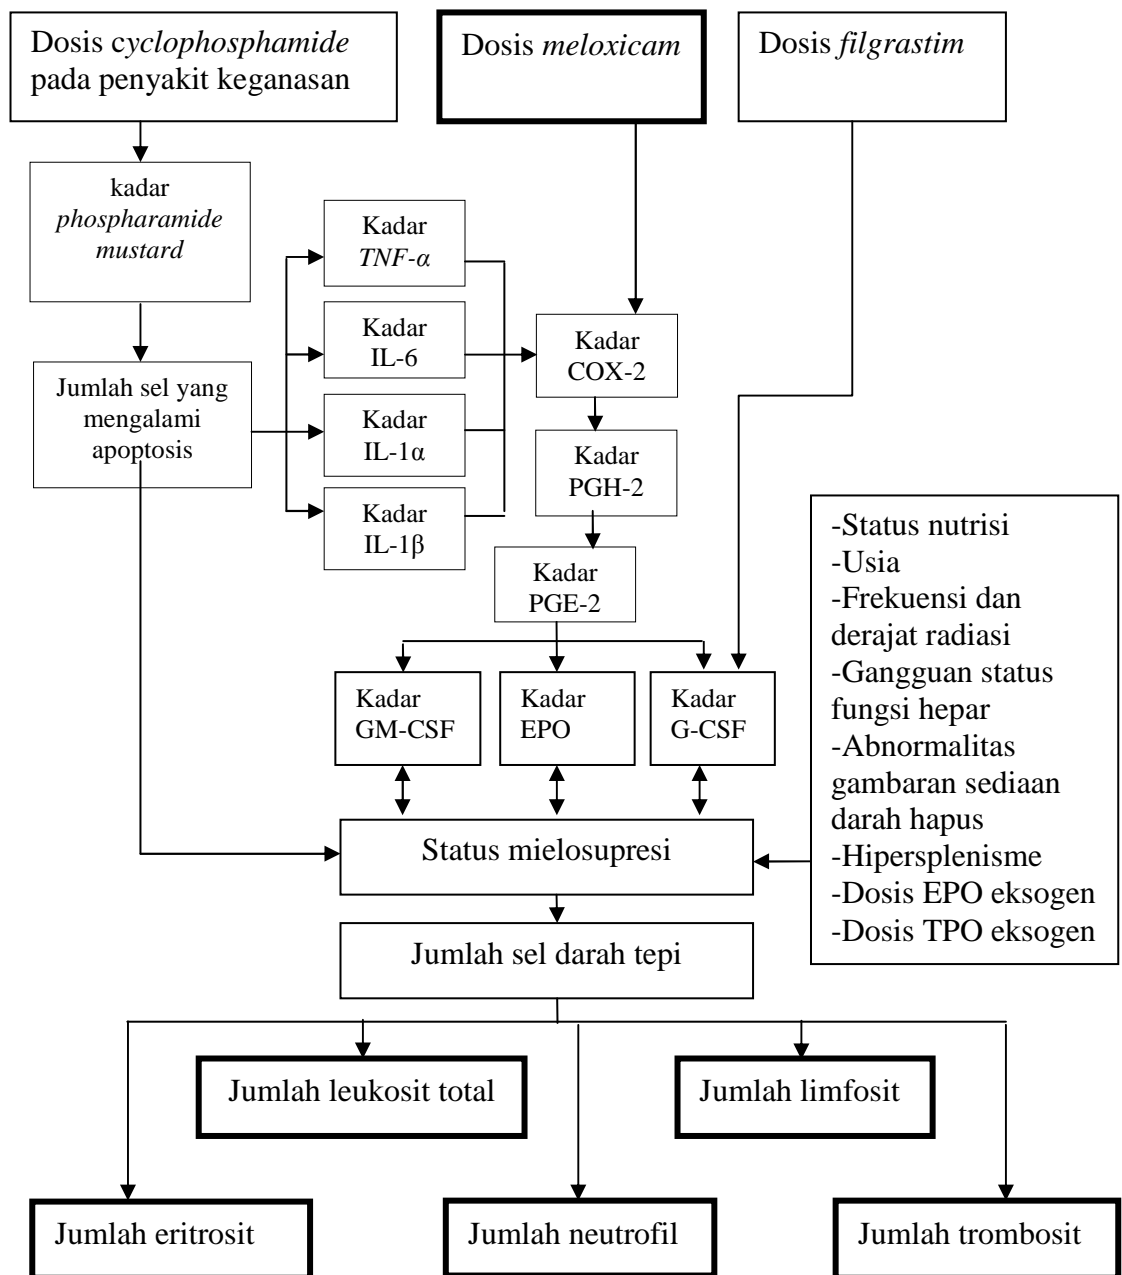 Dosis cyclophosphamide
pada penyakit keganasan
Dosis meloxicam
Dosis filgrastim
kadar
phospharamide
mustard
Jumlah sel yang
mengalami
apoptosis
Kadar
TNF-α
Kadar
IL-6
Kadar
IL-1α
Kadar
IL-1β
Kadar
COX-2
Kadar
PGH-2
Kadar
PGE-2
Kadar
GM-CSF
Kadar
EPO
Kadar
G-CSF
-Status nutrisi
-Usia
-Frekuensi dan
derajat radiasi
-Gangguan status
fungsi hepar
-Abnormalitas
gambaran sediaan
darah hapus
-Hipersplenisme
-Dosis EPO eksogen
-Dosis TPO eksogen
Status mielosupresi
Jumlah sel darah tepi
Jumlah leukosit total
Jumlah limfosit
Jumlah eritrosit
Jumlah neutrofil
Jumlah trombosit